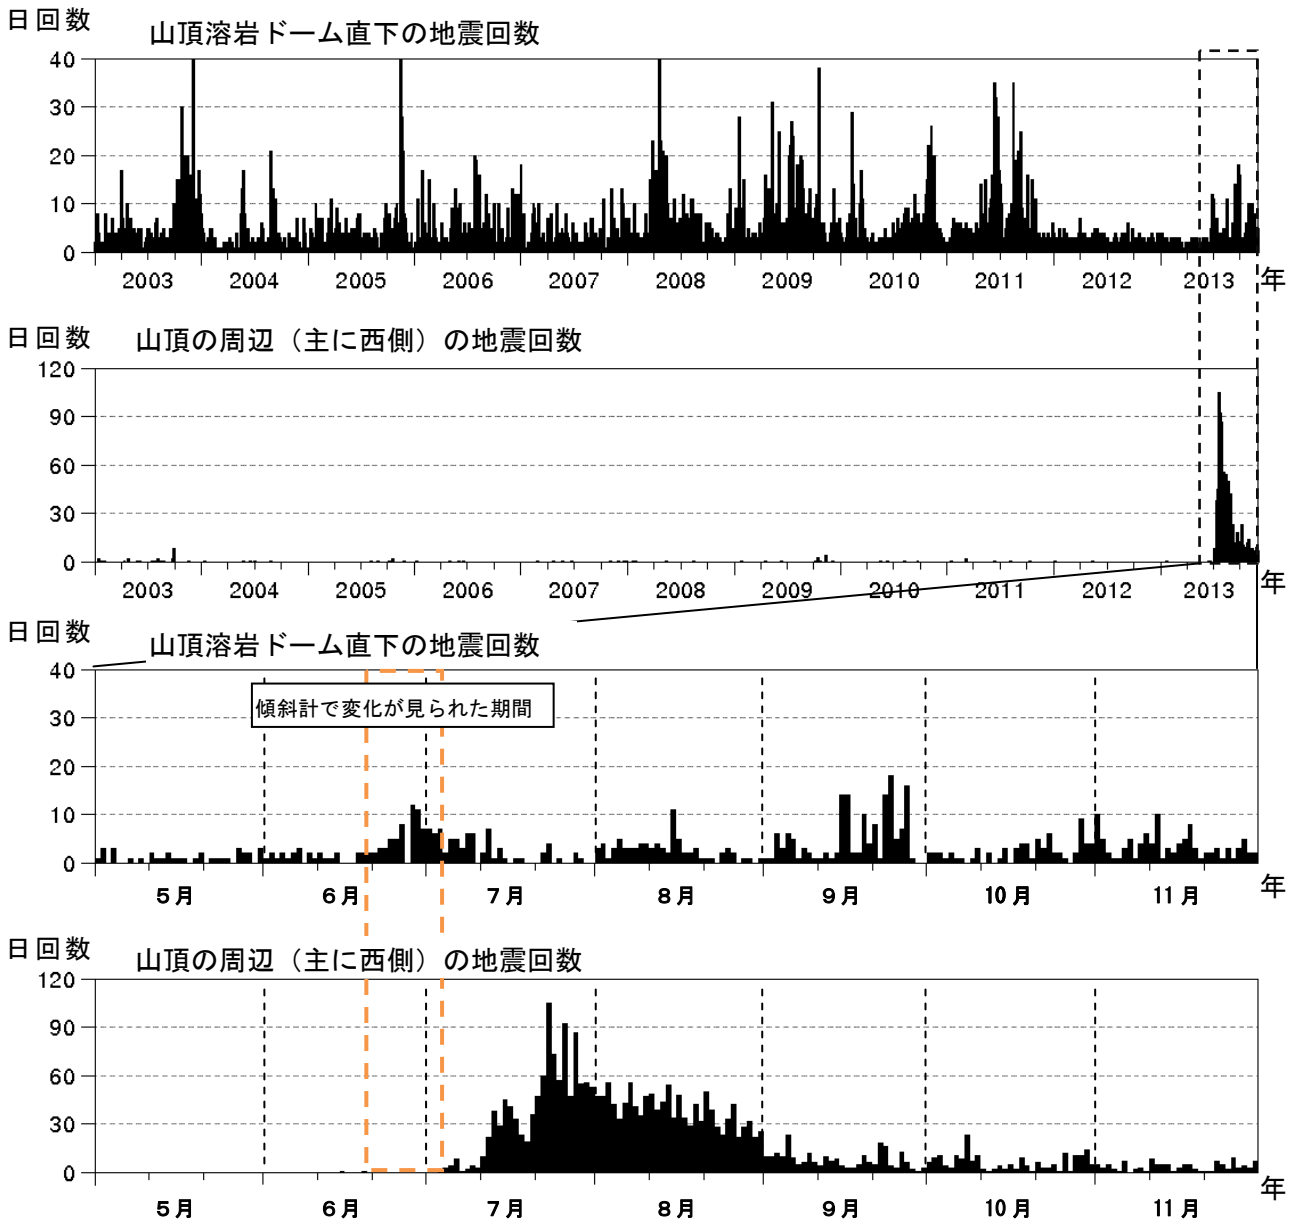 日回数 山頂溶岩ドーム直下の地震回数
40
30
20
10
0
2003 2004 2005 2006 2007 2008 2009 2010 2011 2012 2013 年
日回数 山頂の周辺（主に西側）の地震回数
120
90
60
30
0
2003 2004 2005 2006 2007 2008 2009 2010 2011 2012 2013 年
日回数 山頂溶岩ドーム直下の地震回数
40
傾斜計で変化が見られた期間
30
20
10
0
5月 6月 7月 8月 9月 10月 11月 年
日回数 山頂の周辺（主に西側）の地震回数
120
90
60
30
0
5月 6月 7月 8月 9月 10月 11月 年